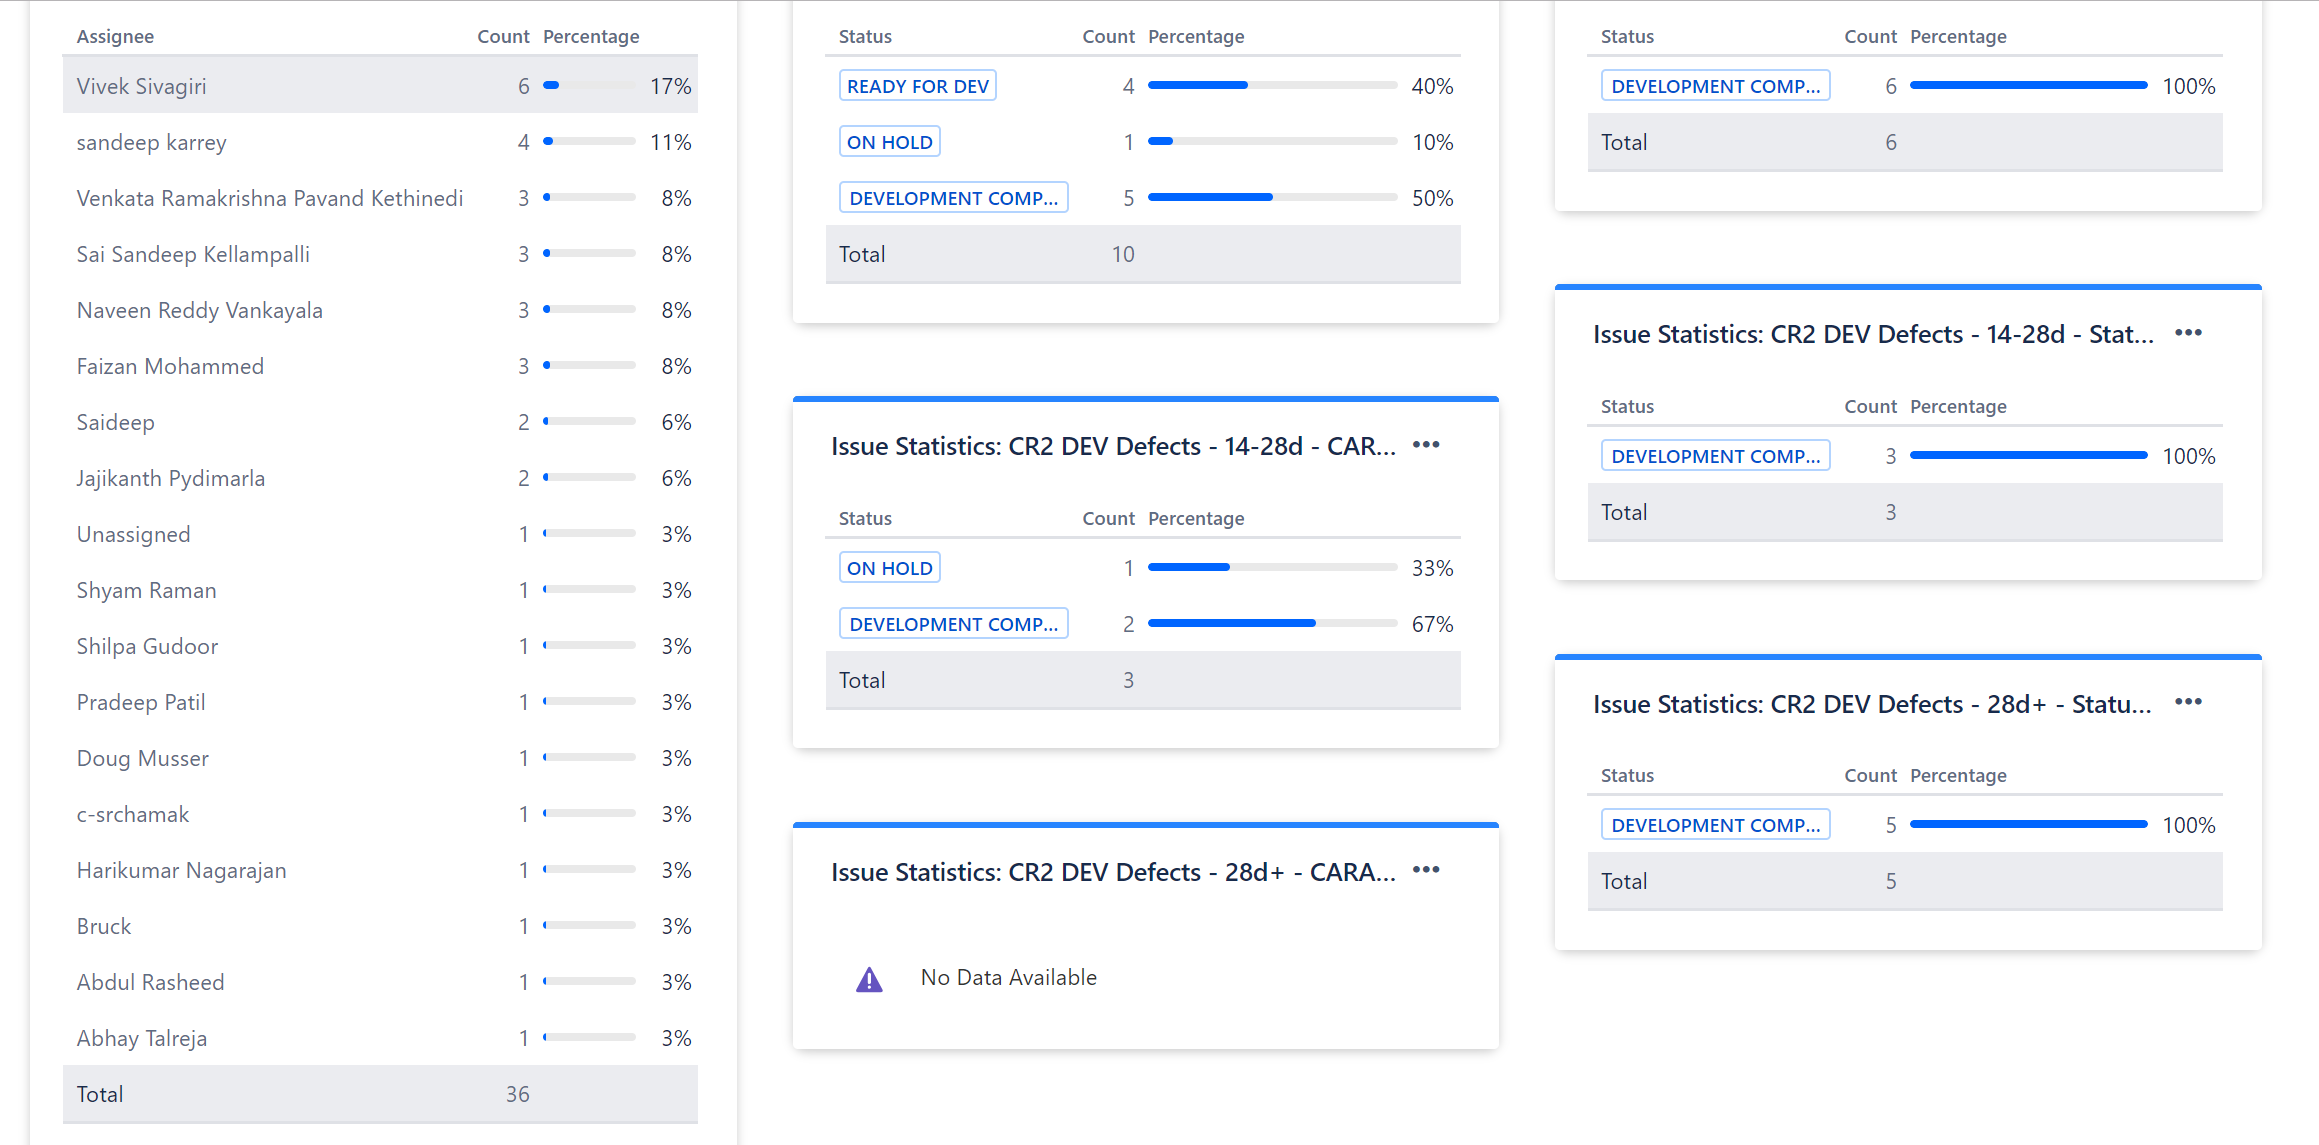 Assignee Count Percentage
Vivek Sivagiri 6 17%
sandeep karrey 4 11%
Venkata Ramakrishna Pavand Kethinedi 3 8%
Sai Sandeep Kellampalli 3 8%
Naveen Reddy Vankayala 3 8%
Faizan Mohammed 3 8%
Saideep 2 6%
Jajikanth Pydimarla 2 6%
Unassigned 1 3%
Shyam Raman 1 3%
Shilpa Gudoor 1 3%
Pradeep Patil 1 3%
Doug Musser 1 3%
c-srchamak 1 3%
Harikumar Nagarajan 1 3%
Bruck 1 3%
Abdul Rasheed 1 3%
Abhay Talreja 1 3%
Total 36
Status Count Percentage
READY FOR DEV 4 40%
ON HOLD 1 10%
DEVELOPMENT COMP... 5 50%
Total 10
Issue Statistics: CR2 DEV Defects - 14-28d - CAR...
Status Count Percentage
ON HOLD 1 33%
DEVELOPMENT COMP... 2 67%
Total 3
Issue Statistics: CR2 DEV Defects - 28d+ - CARA...
No Data Available
Status Count Percentage
DEVELOPMENT COMP... 6 100%
Total 6
Issue Statistics: CR2 DEV Defects - 14-28d - Stat...
Status Count Percentage
DEVELOPMENT COMP... 3 100%
Total 3
Issue Statistics: CR2 DEV Defects - 28d+ - Statu...
Status Count Percentage
DEVELOPMENT COMP... 5 100%
Total 5